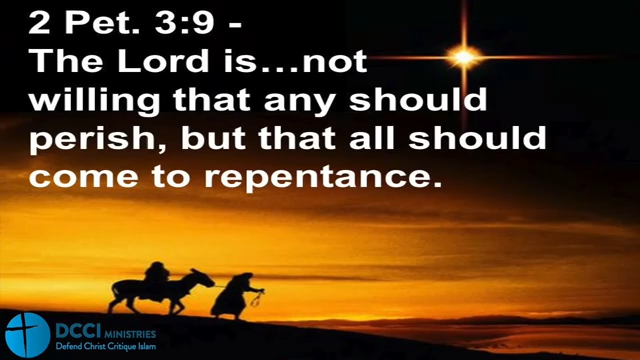 2 Pet. 3:9 -
The Lord is…not
willing that any should
perish, but that all should
come to repentance.
DCCI MINISTRIES
Defend Christ Critique Islam